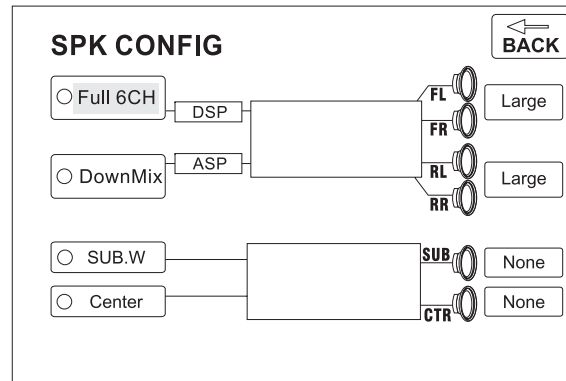 SPK CONFIG
BACK
Full 6CH
DSP
FL
Large
FR
DownMix
ASP
RL
Large
RR
SUB.W
SUB
None
Center
CTR
None